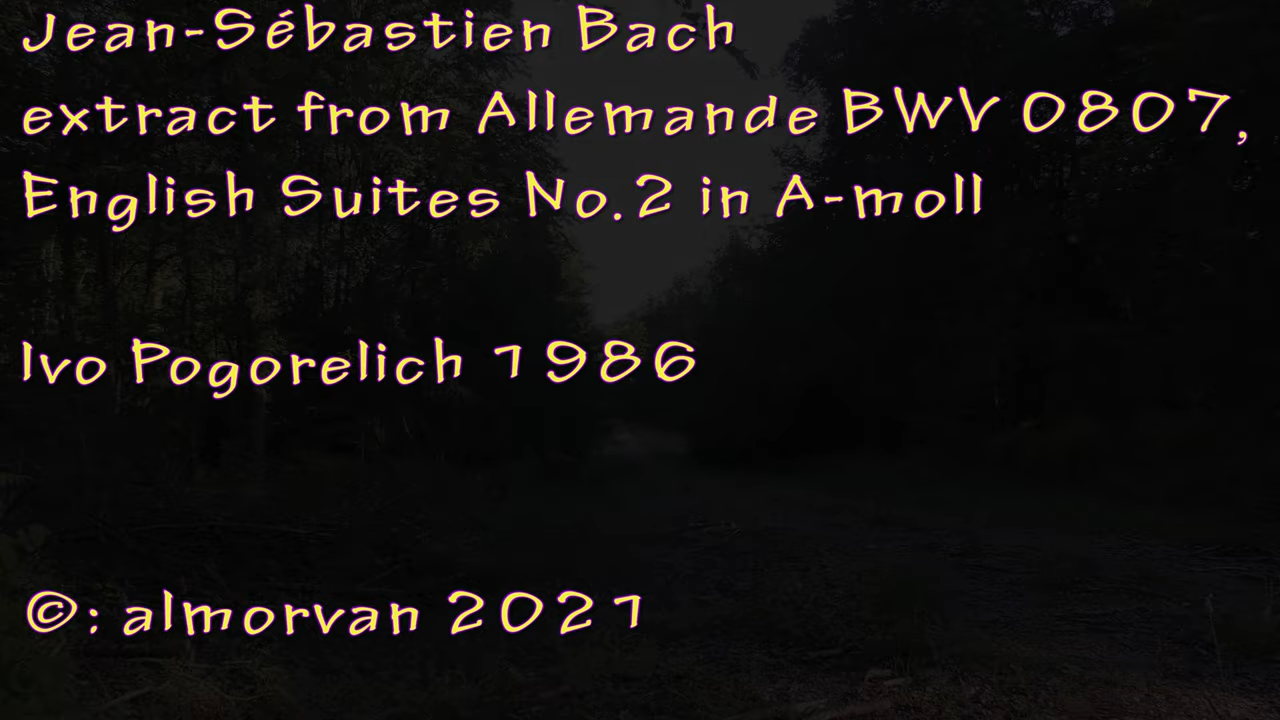 Jean-Sébastien Bach
extract from Allemande BWV 0807,
English Suites No.2 in A-moll
Ivo Pogorelich 1986
©: almorvan 2021